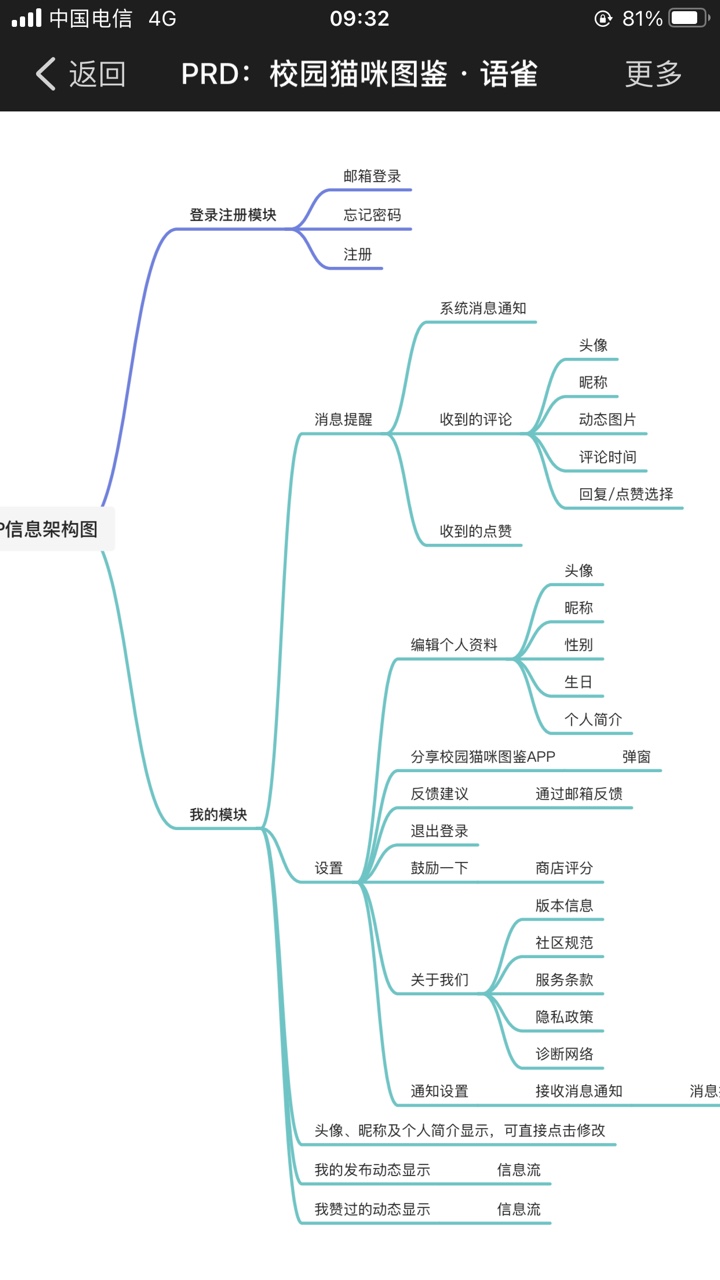 中国电信 4G 09:32 81%
返回 PRD：校园猫咪图鉴 · 语雀 更多
邮箱登录
登录注册模块
忘记密码
注册
系统消息通知
头像
昵称
消息提醒
收到的评论
动态图片
评论时间
回复/点赞选择
P信息架构图
收到的点赞
头像
昵称
编辑个人资料
性别
生日
个人简介
分享校园猫咪图鉴APP 弹窗
反馈建议 通过邮箱反馈
我的模块
退出登录
设置
鼓励一下 商店评分
版本信息
社区规范
关于我们
服务条款
隐私政策
诊断网络
通知设置 接收消息通知 消息
头像、昵称及个人简介显示，可直接点击修改
我的发布动态显示 信息流
我赞过的动态显示 信息流